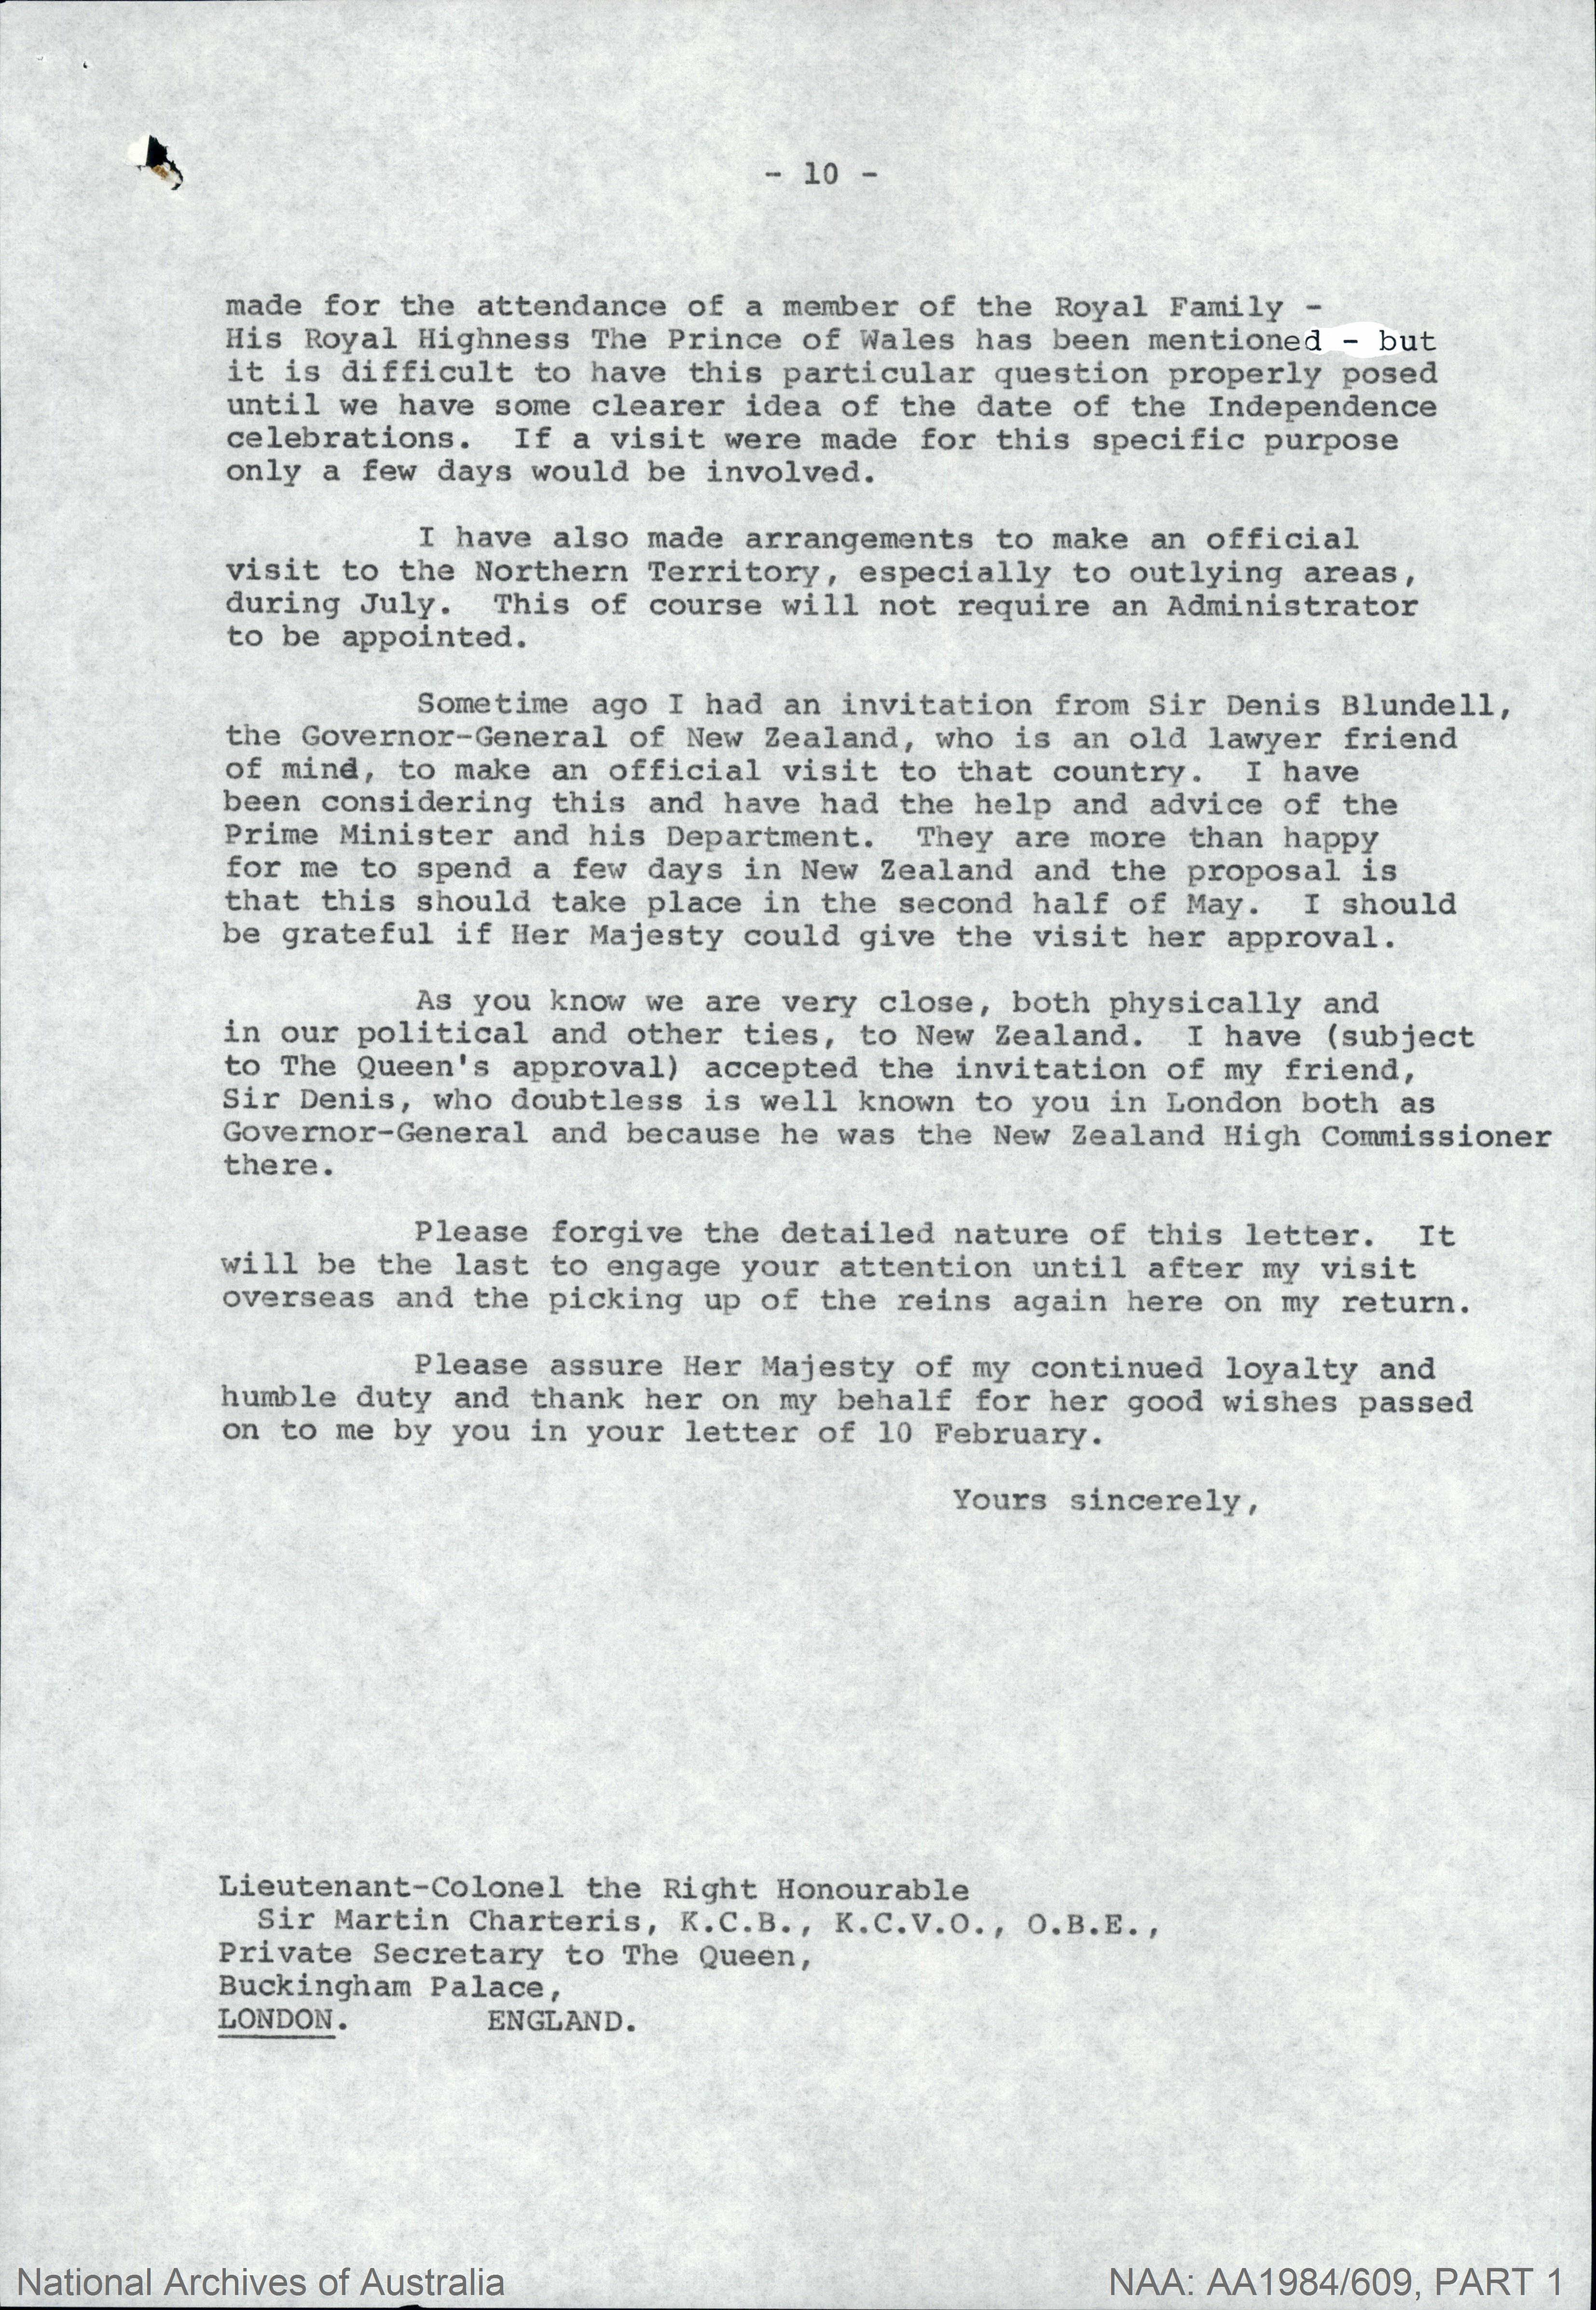 - 10 -
made for the attendance of a member of the Royal Family -
His Royal Highness The Prince of Wales has been mentioned - but
it is difficult to have this particular question properly posed
until we have some clearer idea of the date of the Independence
celebrations. If a visit were made for this specific purpose
only a few days would be involved.
I have also made arrangements to make an official
visit to the Northern Territory, especially to outlying areas,
during July. This of course will not require an Administrator
to be appointed.
Sometime ago I had an invitation from Sir Denis Blundell,
the Governor-General of New Zealand, who is an old lawyer friend
of mind, to make an official visit to that country. I have
been considering this and have had the help and advice of the
Prime Minister and his Department. They are more than happy
for me to spend a few days in New Zealand and the proposal is
that this should take place in the second half of May. I should
be grateful if Her Majesty could give the visit her approval.
As you know we are very close, both physically and
in our political and other ties, to New Zealand. I have (subject
to The Queen's approval) accepted the invitation of my friend,
Sir Denis, who doubtless is well known to you in London both as
Governor-General and because he was the New Zealand High Commissioner
there.
Please forgive the detailed nature of this letter. It
will be the last to engage your attention until after my visit
overseas and the picking up of the reins again here on my return.
Please assure Her Majesty of my continued loyalty and
humble duty and thank her on my behalf for her good wishes passed
on to me by you in your letter of 10 February.
Yours sincerely,
Lieutenant-Colonel the Right Honourable
Sir Martin Charteris, K.C.B., K.C.V.O., O.B.E.,
Private Secretary to The Queen,
Buckingham Palace,
LONDON. ENGLAND.
National Archives of Australia NAA: AA1984/609, PART 1